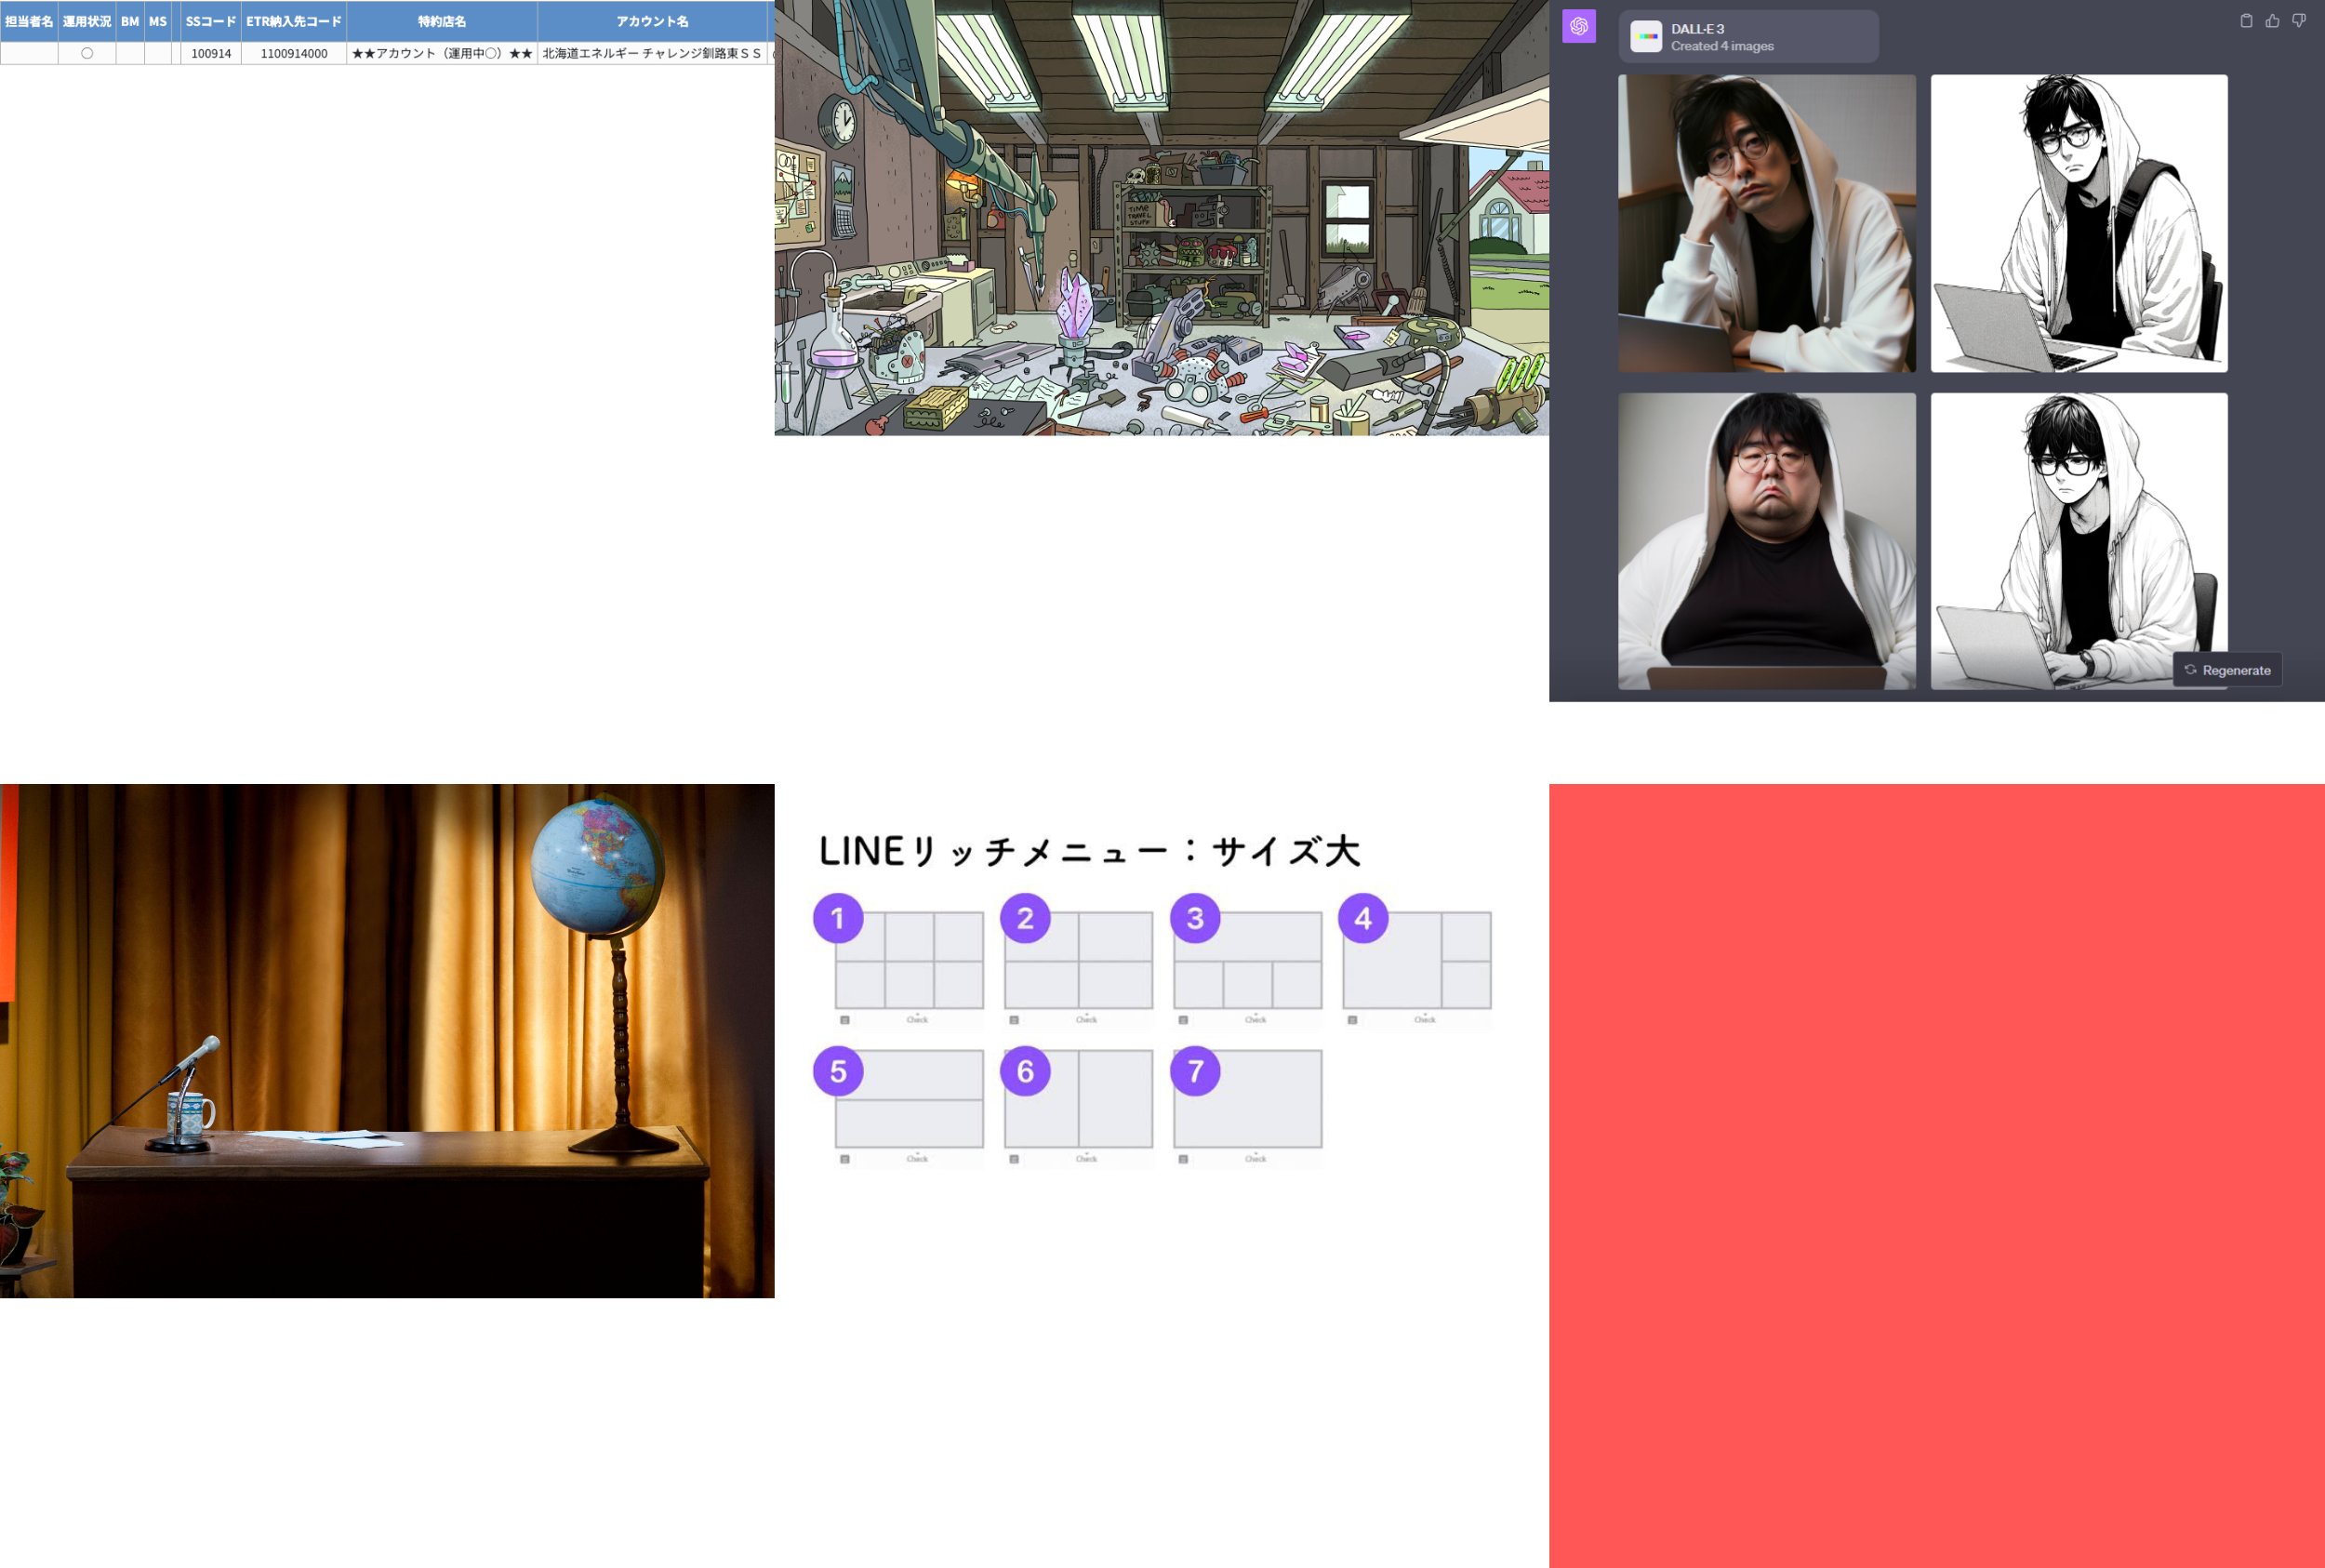 担当者名 運用状況 BM MS SSコード ETR納入先コード 特約店名 アカウント名
○ 100914 1100914000 ★★アカウント（運用中○）★★ 北海道エネルギー チャレンジ釧路東ＳＳ
TIME
TRAVEL
STUFF
DALL·E 3
Created 4 images
Regenerate
LINEリッチメニュー：サイズ大
1 2 3 4
Check Check Check Check
5 6 7
Check Check Check